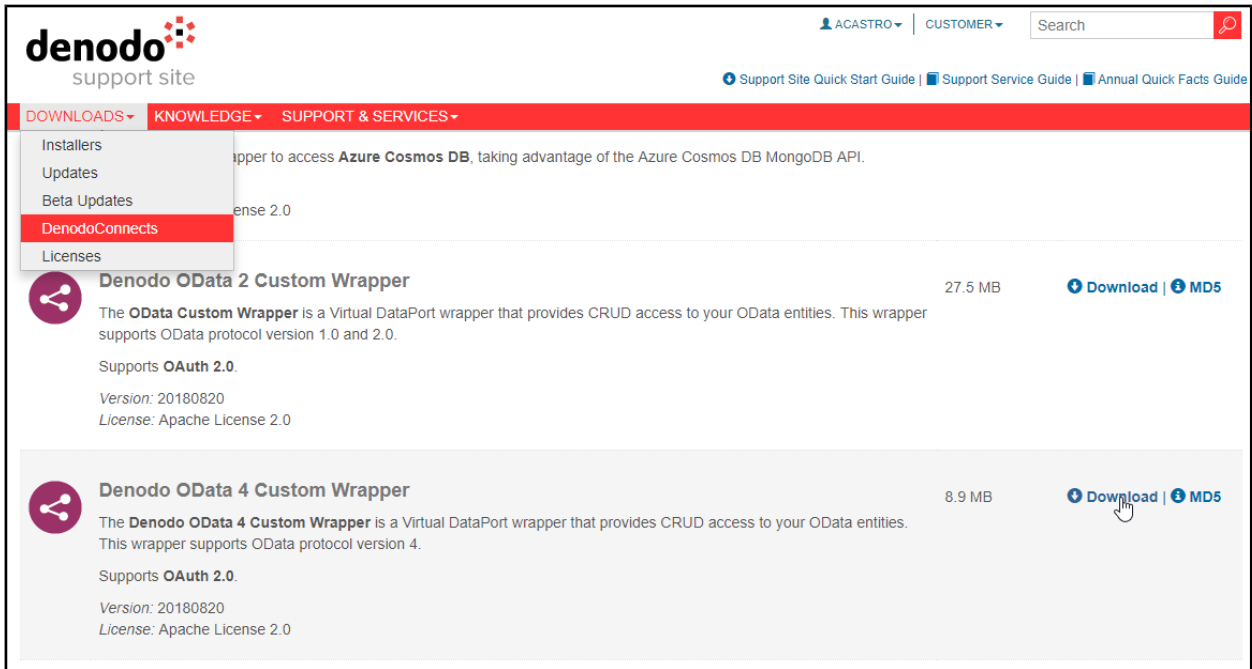 denodo
support site
ACASTRO
CUSTOMER
Search
Support Site Quick Start Guide | Support Service Guide | Annual Quick Facts Guide
DOWNLOADS KNOWLEDGE SUPPORT & SERVICES
Installers
Updates
Beta Updates
DenodoConnects
Licenses
to access Azure Cosmos DB, taking advantage of the Azure Cosmos DB MongoDB API.
2.0
Denodo OData 2 Custom Wrapper
27.5 MB
Download | MD5
The OData Custom Wrapper is a Virtual DataPort wrapper that provides CRUD access to your OData entities. This wrapper
supports OData protocol version 1.0 and 2.0.
Supports OAuth 2.0.
Version: 20180820
License: Apache License 2.0
Denodo OData 4 Custom Wrapper
8.9 MB
Download | MD5
The Denodo OData 4 Custom Wrapper is a Virtual DataPort wrapper that provides CRUD access to your OData entities.
This wrapper supports OData protocol version 4.
Supports OAuth 2.0.
Version: 20180820
License: Apache License 2.0